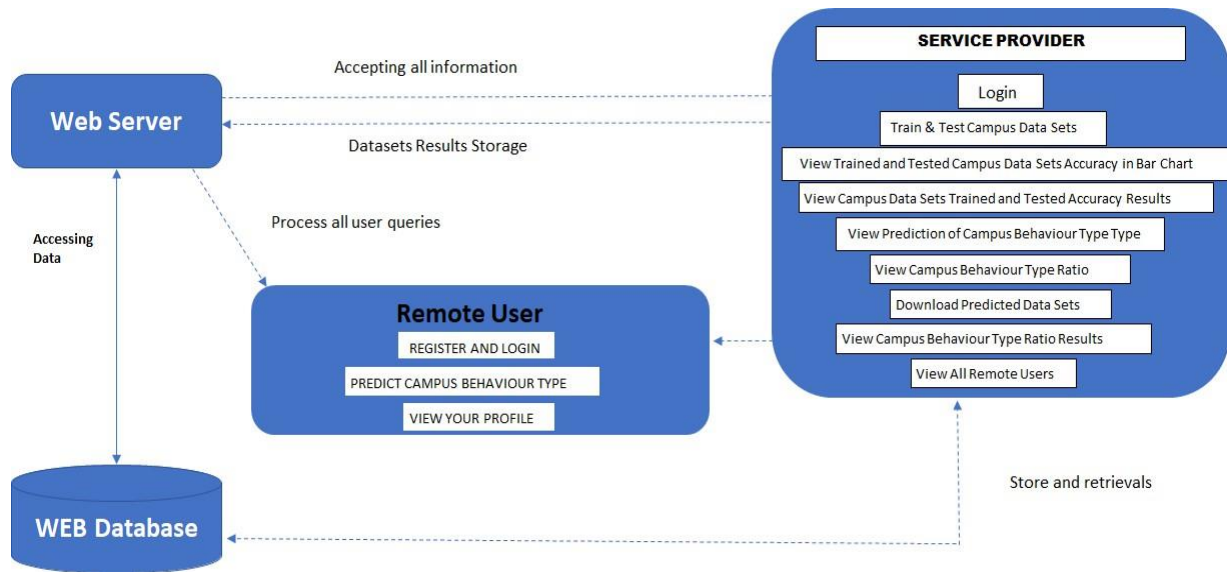 SERVICE PROVIDER
Login
Train & Test Campus Data Sets
View Trained and Tested Campus Data Sets Accuracy in Bar Chart
View Campus Data Sets Trained and Tested Accuracy Results
View Prediction of Campus Behaviour Type Type
View Campus Behaviour Type Ratio
Download Predicted Data Sets
View Campus Behaviour Type Ratio Results
View All Remote Users
Accepting all information
Web Server
Datasets Results Storage
Process all user queries
Accessing
Data
Remote User
REGISTER AND LOGIN
PREDICT CAMPUS BEHAVIOUR TYPE
VIEW YOUR PROFILE
Store and retrievals
WEB Database